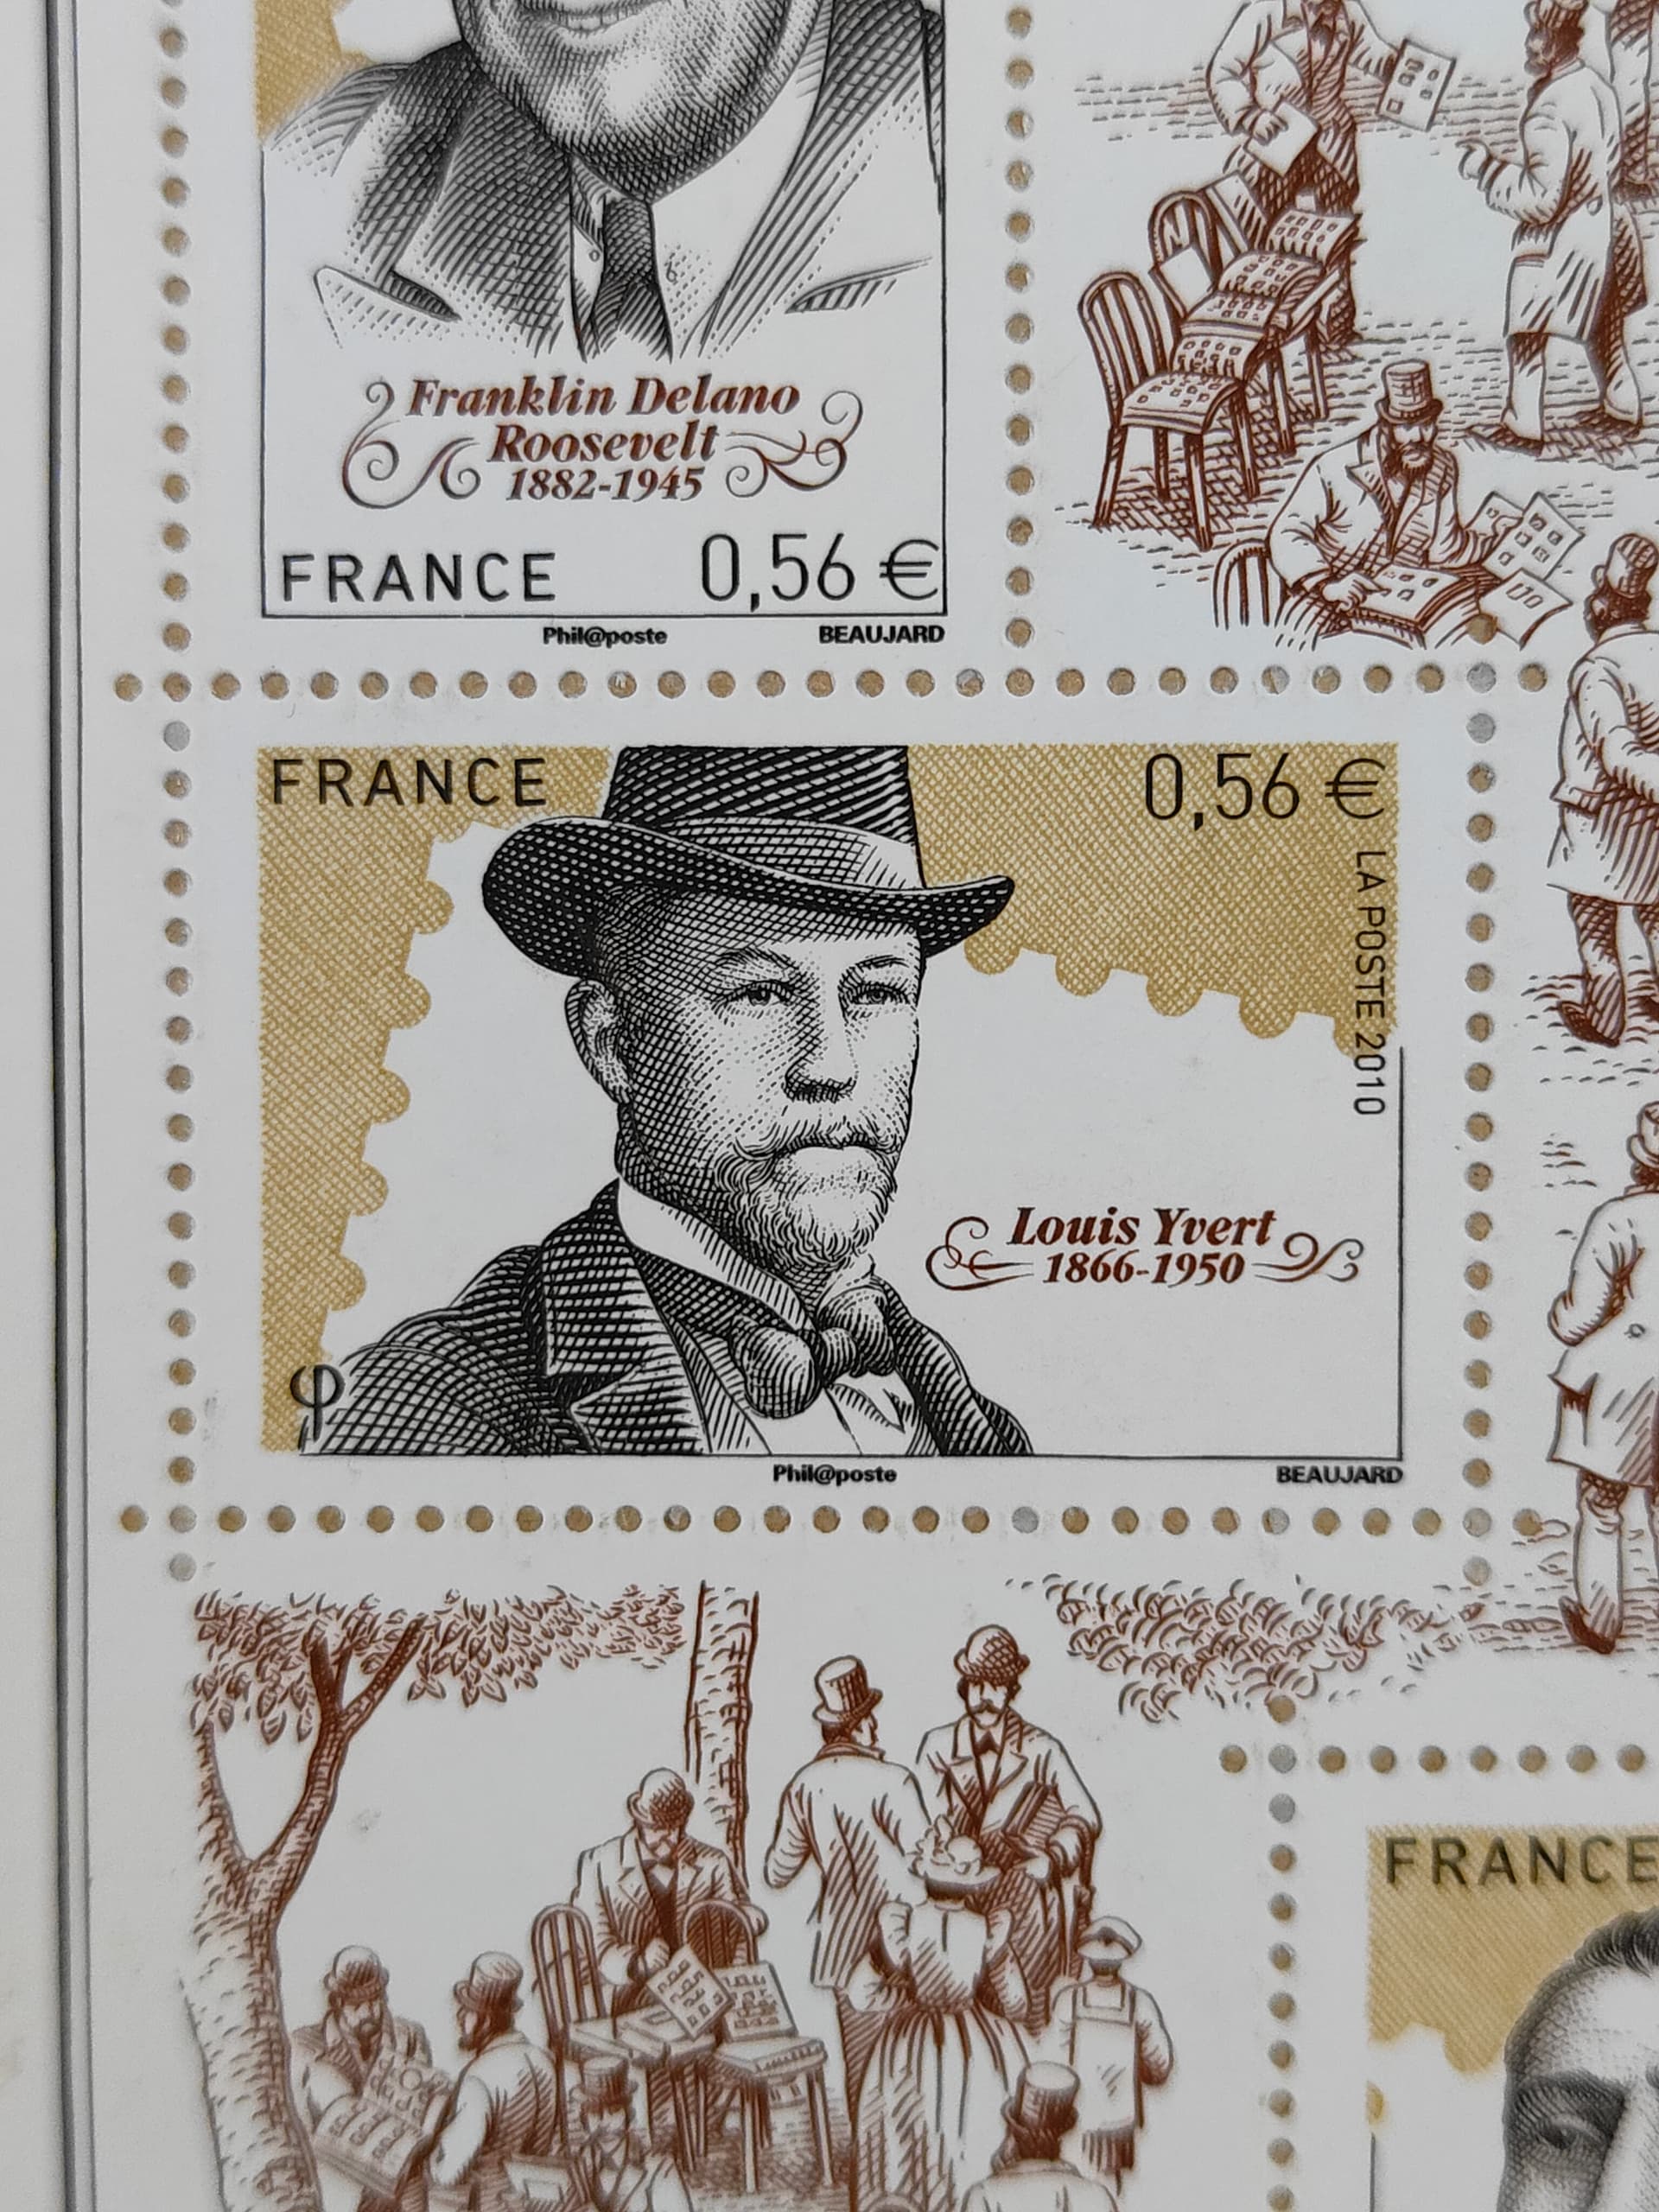 Franklin Delano
Roosevelt
1882-1945
FRANCE 0,56 €
Phil@poste BEAUJARD
FRANCE 0,56 €
LA POSTE 2010
Louis Yvert
1866-1950
φ
Phil@poste BEAUJARD
FRANCE